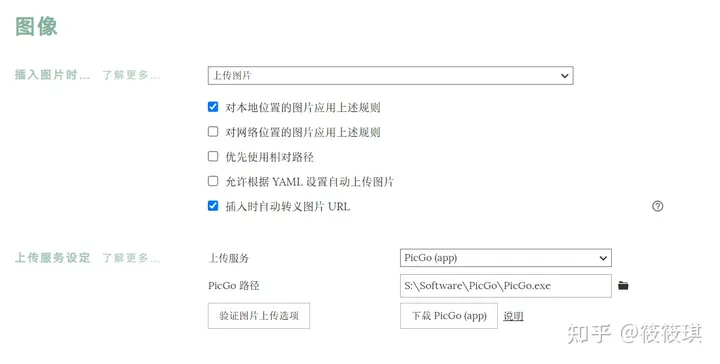 图像
插入图片时... 了解更多...
上传图片
对本地位置的图片应用上述规则
对网络位置的图片应用上述规则
优先使用相对路径
允许根据 YAML 设置自动上传图片
插入时自动转义图片 URL
上传服务设定 了解更多...
上传服务 PicGo (app)
PicGo 路径 S:\Software\PicGo\PicGo.exe
验证图片上传选项 下载 PicGo (app) 说明
知乎 @筱筱琪